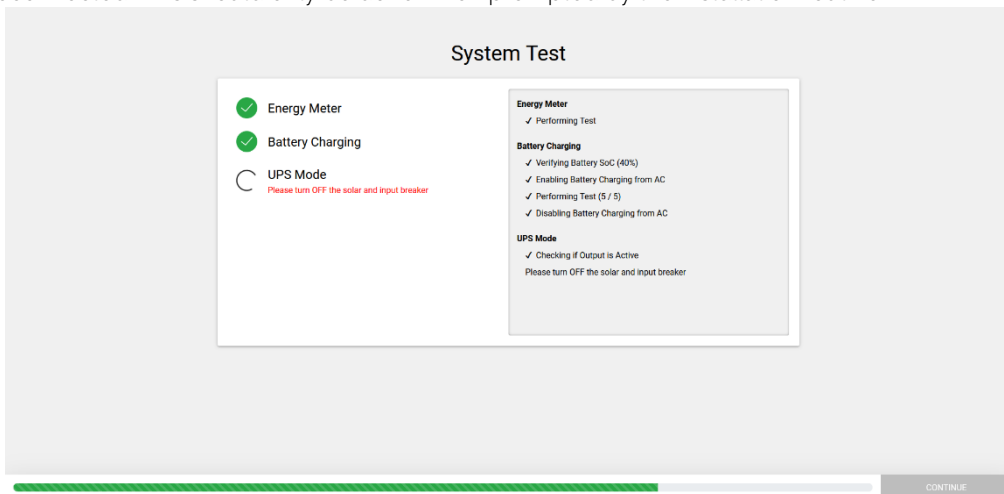 System Test
Energy Meter
Battery Charging
UPS Mode
Please turn OFF the solar and input breaker
Energy Meter
✓ Performing Test
Battery Charging
✓ Verifying Battery SoC (40%)
✓ Enabling Battery Charging from AC
✓ Performing Test (5 / 5)
✓ Disabling Battery Charging from AC
UPS Mode
✓ Checking if Output is Active
Please turn OFF the solar and input breaker
CONTINUE